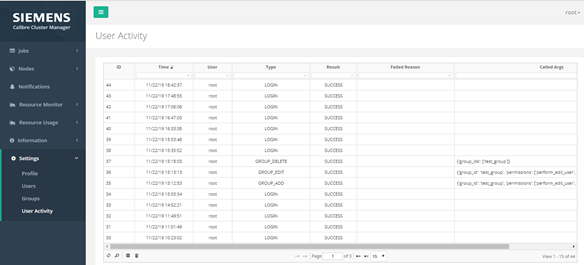 SIEMENS
Calibre Cluster Manager
root
User Activity
Jobs
Nodes
Notifications
Resource Monitor
Resource Usage
Information
Settings
Profile
Users
Groups
User Activity
ID Time User Type Result Failed Reason Called Args
44 11/22/19 18:42:37 root LOGIN SUCCESS
43 11/22/19 17:48:55 root LOGIN SUCCESS
42 11/22/19 17:08:06 root LOGIN SUCCESS
41 11/22/19 16:47:03 root LOGIN SUCCESS
40 11/22/19 16:33:38 root LOGIN SUCCESS
39 11/22/19 15:53:48 root LOGIN SUCCESS
38 11/22/19 15:35:52 root LOGIN SUCCESS
37 11/22/19 15:19:03 root GROUP_DELETE SUCCESS {'group_ids': ['test_group']}
36 11/22/19 15:13:13 root GROUP_EDIT SUCCESS {'group_id': 'test_group', 'permissions': ['perform_edit_user',
35 11/22/19 15:12:53 root GROUP_ADD SUCCESS {'group_id': 'test_group', 'permissions': ['perform_edit_user',
34 11/22/19 15:03:34 root LOGIN SUCCESS
33 11/22/19 14:52:21 root LOGIN SUCCESS
32 11/22/19 11:49:51 root LOGIN SUCCESS
31 11/22/19 11:01:49 root LOGIN SUCCESS
30 11/22/19 10:23:02 root LOGIN SUCCESS
Page 1 of 3 15 View 1 - 15 of 44